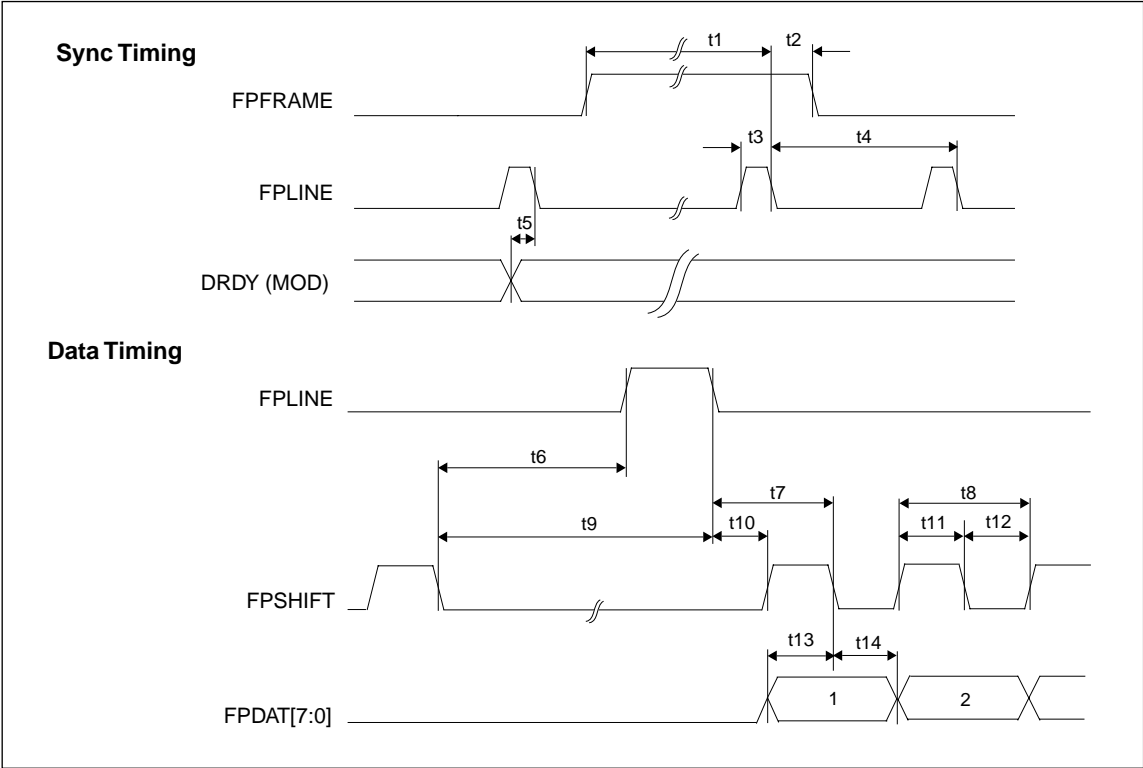 Sync Timing
t1
t2
FPFRAME
t3
t4
FPLINE
t5
DRDY (MOD)
Data Timing
FPLINE
t6
t7
t8
t9
t10
t11
t12
FPSHIFT
t13
t14
FPDAT[7:0]
1
2